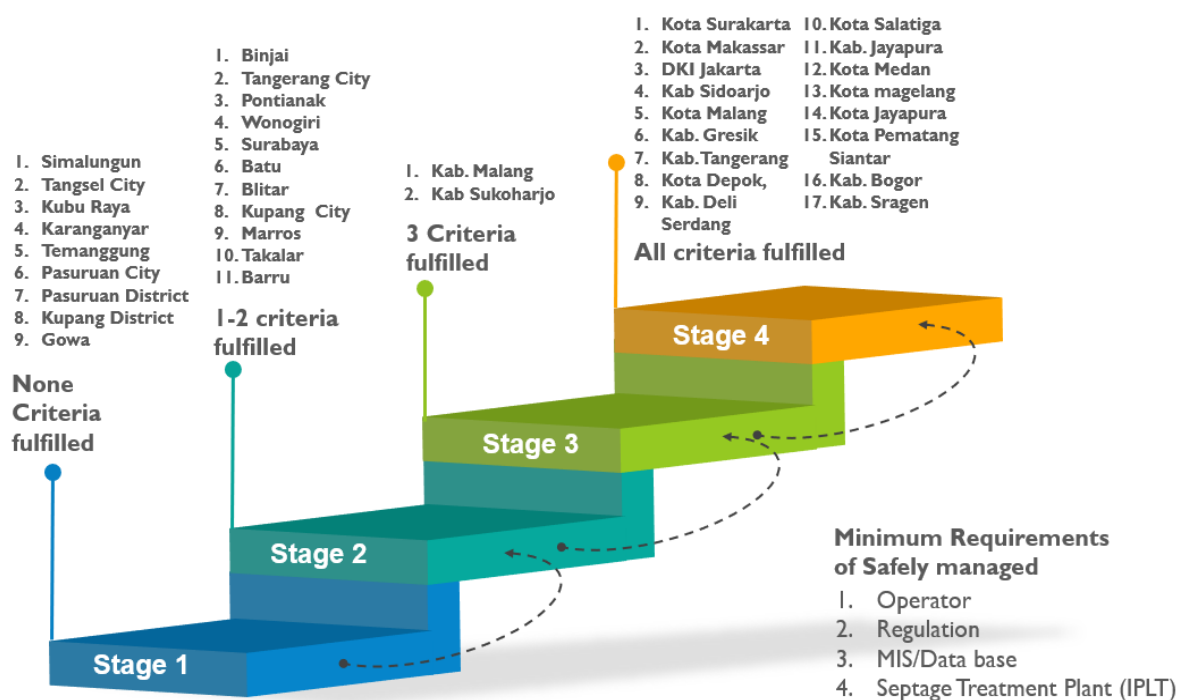 1. Simalungun
2. Tangsel City
3. Kubu Raya
4. Karanganyar
5. Temanggung
6. Pasuruan City
7. Pasuruan District
8. Kupang District
9. Gowa
None
Criteria
fulfilled
1. Binjai
2. Tangerang City
3. Pontianak
4. Wonogiri
5. Surabaya
6. Batu
7. Blitar
8. Kupang City
9. Marros
10. Takalar
11. Barru
1-2 criteria
fulfilled
1. Kab. Malang
2. Kab Sukoharjo
3 Criteria
fulfilled
1. Kota Surakarta
2. Kota Makassar
3. DKI Jakarta
4. Kab Sidoarjo
5. Kota Malang
6. Kab. Gresik
7. Kab. Tangerang
8. Kota Depok,
9. Kab. Deli
Serdang
10. Kota Salatiga
11. Kab. Jayapura
12. Kota Medan
13. Kota magelang
14. Kota Jayapura
15. Kota Pematang
Siantar
16. Kab. Bogor
17. Kab. Sragen
All criteria fulfilled
Stage 4
Stage 3
Stage 2
Stage 1
Minimum Requirements
of Safely managed
1. Operator
2. Regulation
3. MIS/Data base
4. Septage Treatment Plant (IPLT)